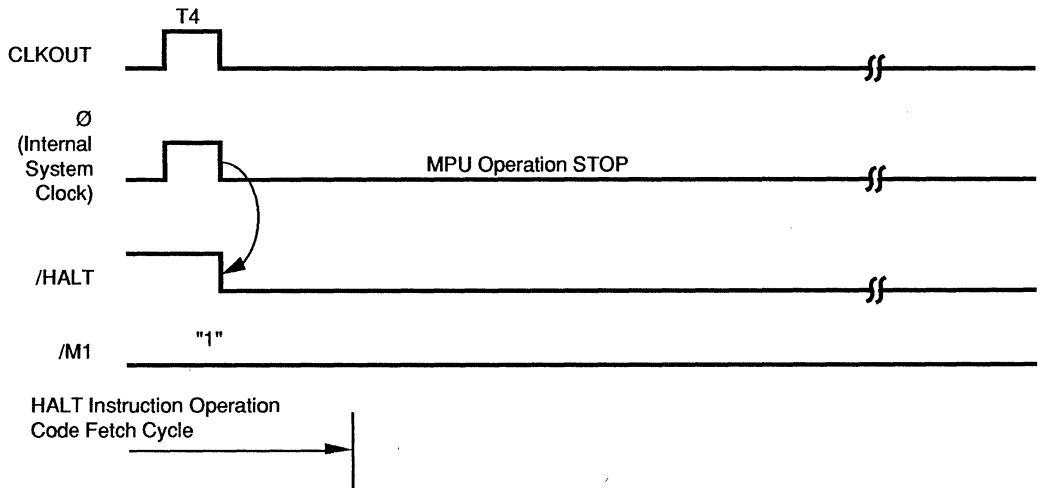 T4
CLKOUT
Ø
(Internal
System
Clock)
MPU Operation STOP
/HALT
"1"
/M1
HALT Instruction Operation
Code Fetch Cycle